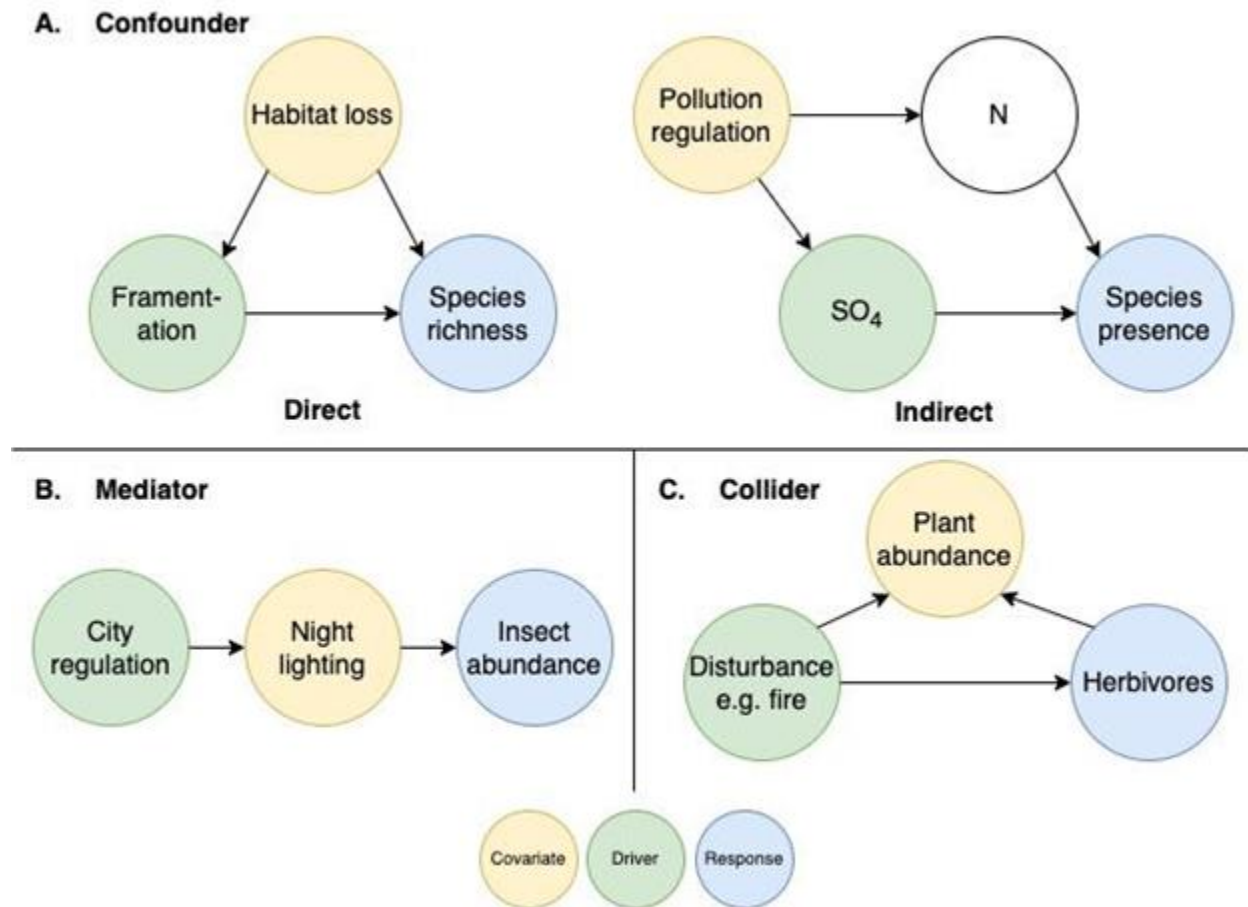 A. Confounder
Habitat loss
Frament-
ation
Species
richness
Direct
Pollution
regulation
N
SO₄
Species
presence
Indirect
B. Mediator
City
regulation
Night
lighting
Insect
abundance
C. Collider
Plant
abundance
Disturbance
e.g. fire
Herbivores
Covariate
Driver
Response